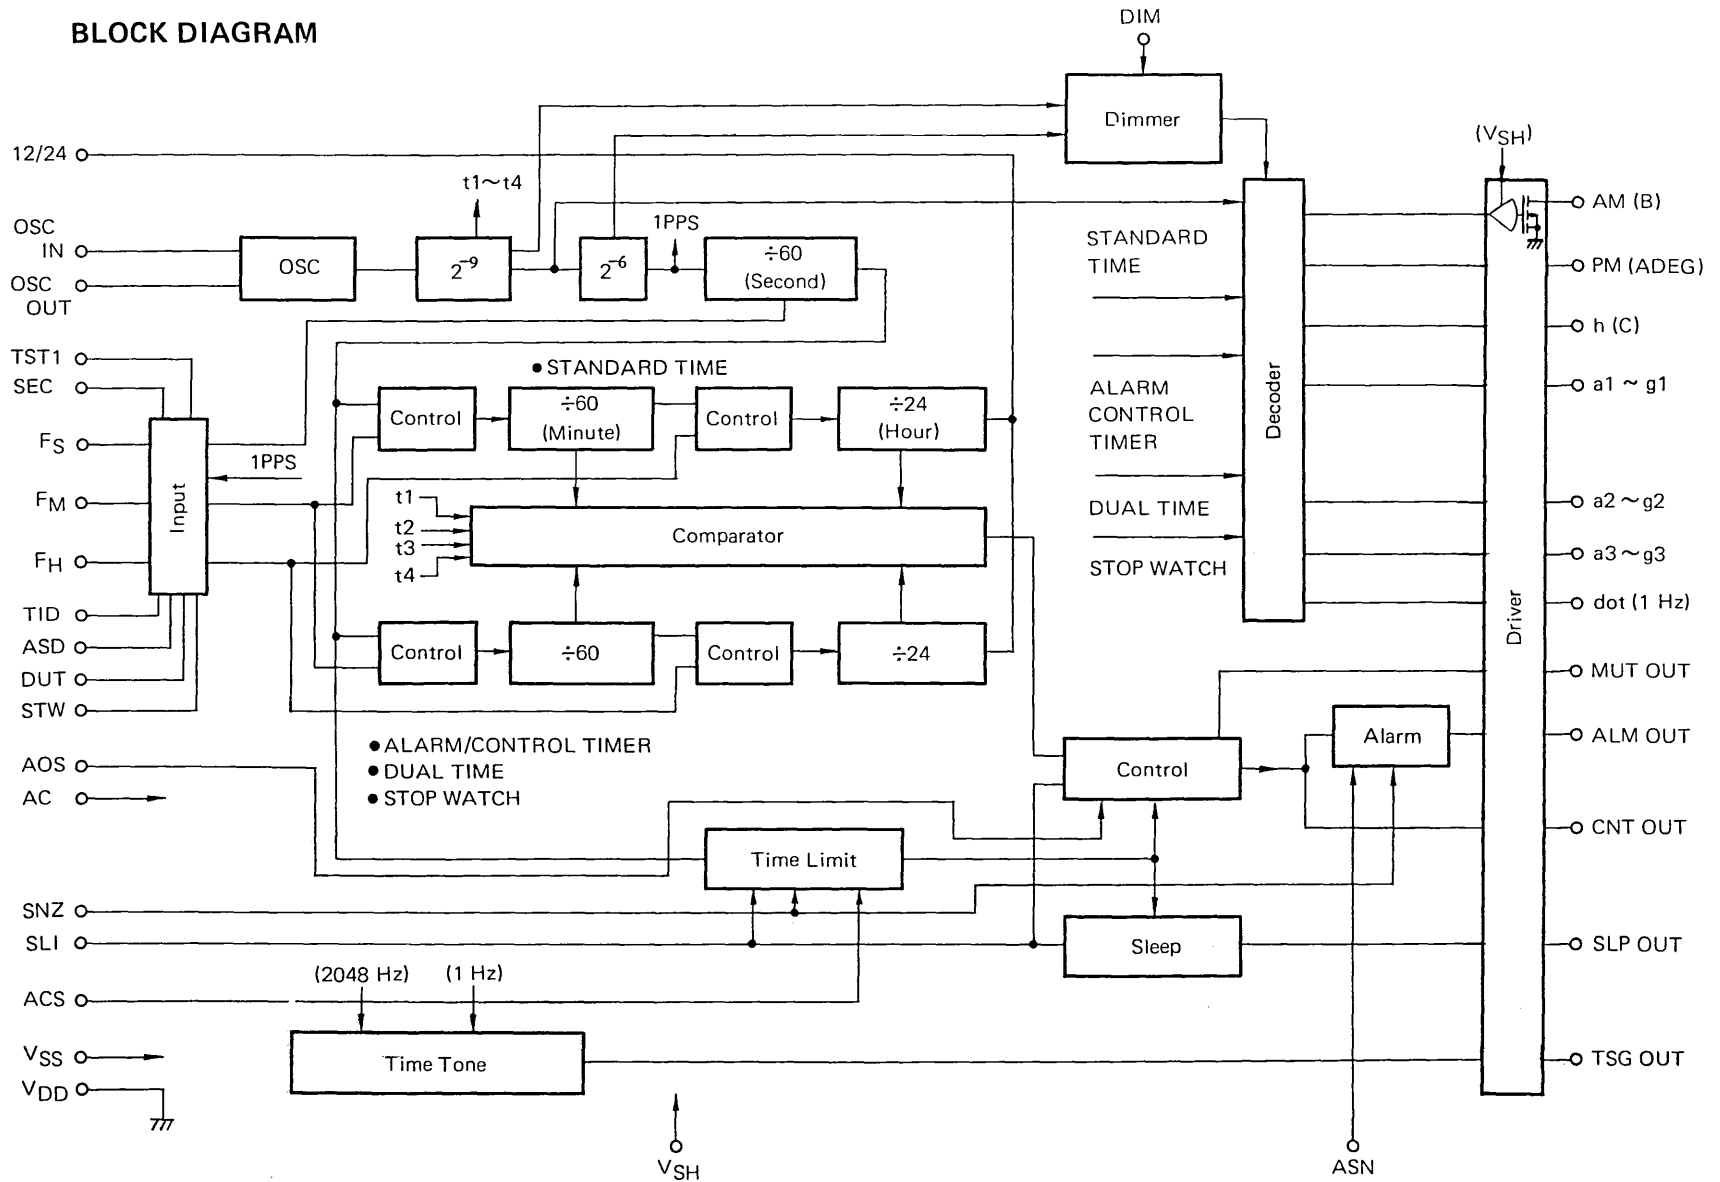 BLOCK DIAGRAM
DIM
Dimmer
12/24
(VSH)
t1~t4
1PPS
AM (B)
OSC
IN
OSC
OUT
OSC
2⁻⁹
2⁻⁶
÷60
(Second)
STANDARD
TIME
PM (ADEG)
h (C)
TST1
SEC
● STANDARD TIME
Control
÷60
(Minute)
Control
÷24
(Hour)
ALARM
CONTROL
TIMER
Decoder
a1 ~ g1
FS
1PPS
FM
Input
t1
t2
t3
t4
Comparator
DUAL TIME
a2 ~ g2
FH
STOP WATCH
a3 ~ g3
TID
dot (1 Hz)
Driver
ASD
DUT
STW
Control
÷60
Control
÷24
MUT OUT
● ALARM/CONTROL TIMER
● DUAL TIME
● STOP WATCH
AOS
AC
Control
Alarm
ALM OUT
CNT OUT
Time Limit
SNZ
SLI
Sleep
SLP OUT
(2048 Hz)
(1 Hz)
ACS
VSS
VDD
Time Tone
TSG OUT
VSH
ASN